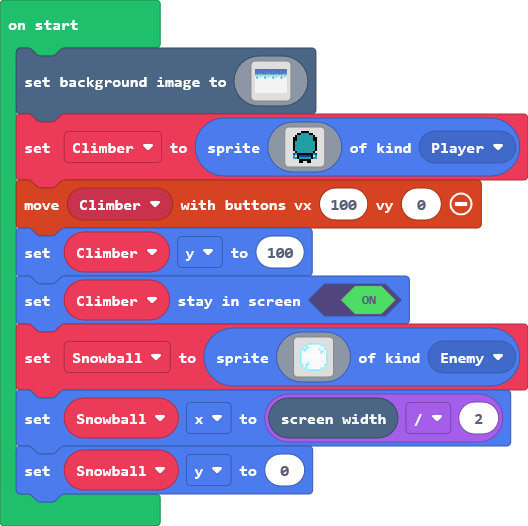 on start
set background image to
set Climber to sprite of kind Player
move Climber with buttons vx 100 vy 0
set Climber y to 100
set Climber stay in screen ON
set Snowball to sprite of kind Enemy
set Snowball x to screen width / 2
set Snowball y to 0